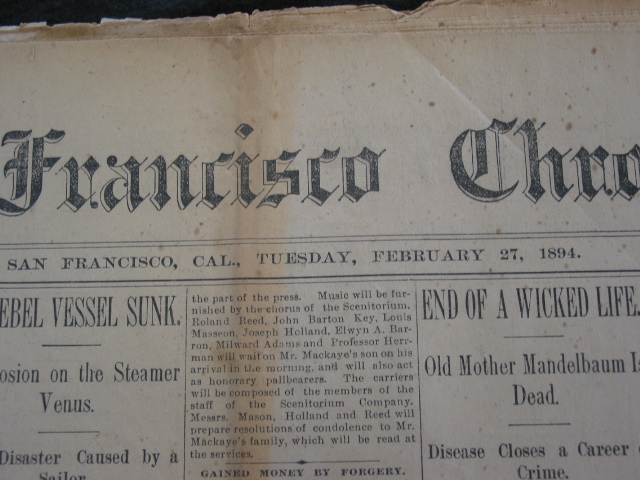 Francisco Chro
SAN FRANCISCO, CAL., TUESDAY, FEBRUARY 27, 1894.
EBEL VESSEL SUNK.
osion on the Steamer
Venus.
Disaster Caused by a
Sailor
the part of the press. Music will be fur-
nished by the chorus of the Scenitorium.
Roland Reed, John Barton Key, Louis
Masseon, Joseph Holland, Elwyn A. Bar-
ron, Milward Adams and Professor Herr-
man will wait on Mr. Mackaye's son on his
arrival in the morning, and will also act
as honorary pallbearers. The carriers
will be composed of the members of the
staff of the Scenitorium Company.
Messrs. Mason, Holland and Reed will
prepare resolutions of condolence to Mr.
Mackaye's family, which will be read at
the services.
GAINED MONEY BY FORGERY.
END OF A WICKED LIFE.
Old Mother Mandelbaum Is
Dead.
Disease Closes a Career
Crime.